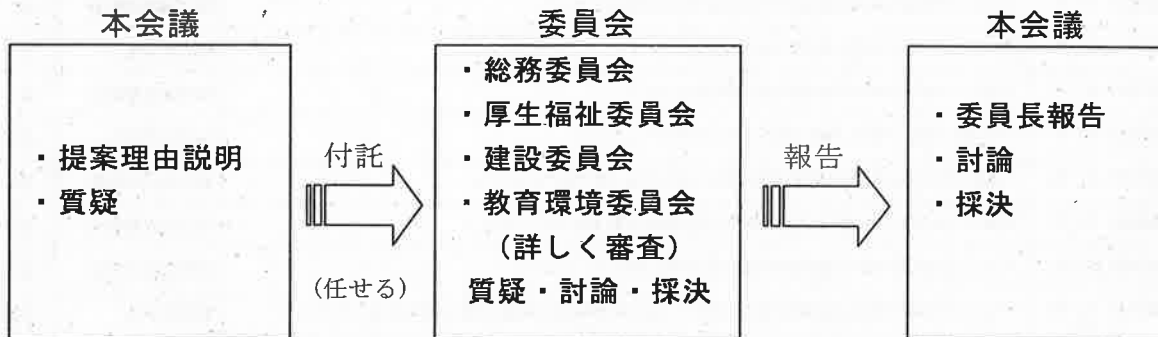 本会議
・提案理由説明
・質疑
付託
(任せる)
委員会
・総務委員会
・厚生福祉委員会
・建設委員会
・教育環境委員会
(詳しく審査)
質疑・討論・採決
報告
本会議
・委員長報告
・討論
・採決